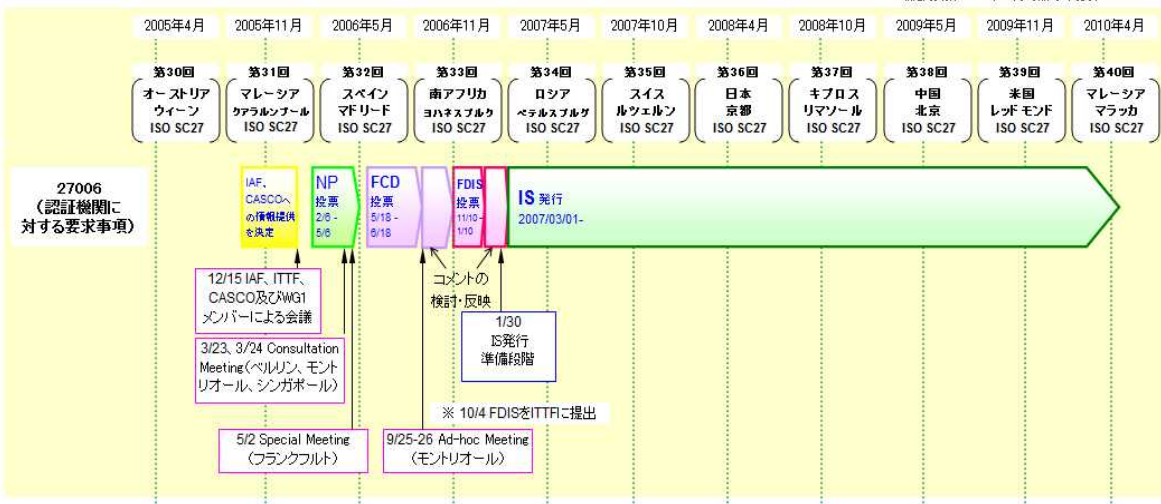 2005年4月 2005年11月 2006年5月 2006年11月 2007年5月 2007年10月 2008年4月 2008年10月 2009年5月 2009年11月 2010年4月
第30回
オーストリア
ウィーン
ISO SC27
第31回
マレーシア
クアラルンプール
ISO SC27
第32回
スペイン
マドリード
ISO SC27
第33回
南アフリカ
ヨハネスブルク
ISO SC27
第34回
ロシア
ペテルスブルグ
ISO SC27
第35回
スイス
ルツェルン
ISO SC27
第36回
日本
京都
ISO SC27
第37回
キプロス
リマソール
ISO SC27
第38回
中国
北京
ISO SC27
第39回
米国
レッドモンド
ISO SC27
第40回
マレーシア
マラッカ
ISO SC27
27006
(認証機関に
対する要求事項)
IAF、
CASCOへ
の情報提供
を決定
NP
投票
2/6 -
5/6
FCD
投票
5/18 -
6/18
FDIS
投票
11/10 -
1/10
IS 発行
2007/03/01-
12/15 IAF、ITTF、
CASCO及びWG1
メンバーによる会議
コメントの
検討・反映
1/30
IS発行
準備段階
3/23、3/24 Consultation
Meeting(ベルリン、モント
リオール、シンガポール)
※ 10/4 FDISをITTFに提出
5/2 Special Meeting
(フランクフルト)
9/25-26 Ad-hoc Meeting
(モントリオール)